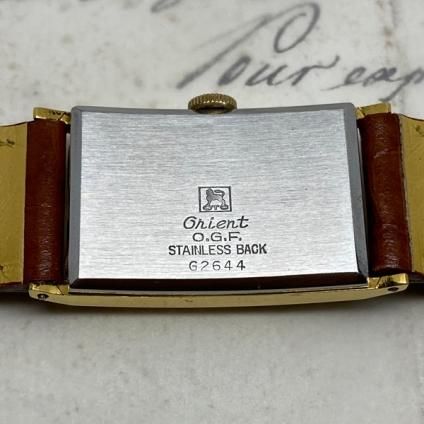 Pour exp
Orient
O.G.F.
STAINLESS BACK
G2644